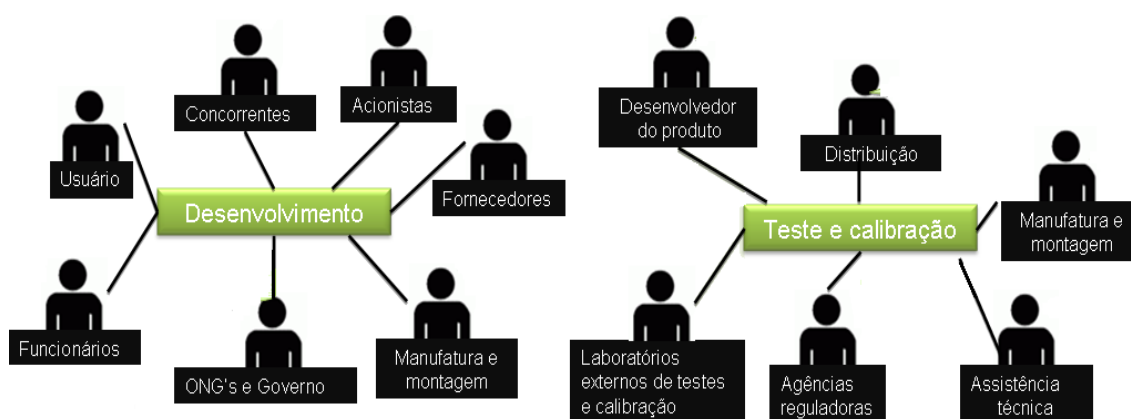 Concorrentes
Acionistas
Usuário
Fornecedores
Desenvolvimento
Funcionários
ONG's e Governo
Manufatura e
montagem
Desenvolvedor
do produto
Distribuição
Manufatura e
montagem
Teste e calibração
Laboratórios
externos de testes
e calibração
Agências
reguladoras
Assistência
técnica